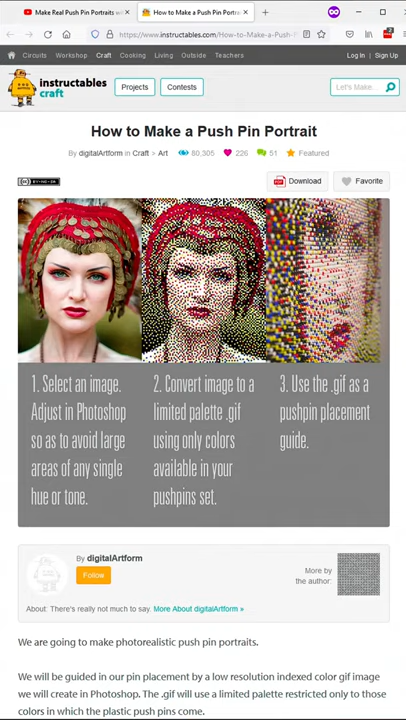 Make Real Push Pin Portraits wi
How to Make a Push Pin Portrai
https://www.instructables.com/How-to-Make-a-Push-
Circuits Workshop Craft Cooking Living Outside Teachers Log In | Sign Up
instructables
craft
Projects
Contests
Let's Make...
How to Make a Push Pin Portrait
By digitalArtform in Craft > Art 80,305 226 51 Featured
Download
Favorite
1. Select an image.
Adjust in Photoshop
so as to avoid large
areas of any single
hue or tone.
2. Convert image to a
limited palette .gif
using only colors
available in your
pushpins set.
3. Use the .gif as a
pushpin placement
guide.
By digitalArtform
Follow
More by
the author:
About: There's really not much to say. More About digitalArtform »
We are going to make photorealistic push pin portraits.
We will be guided in our pin placement by a low resolution indexed color gif image
we will create in Photoshop. The .gif will use a limited palette restricted only to those
colors in which the plastic push pins come.